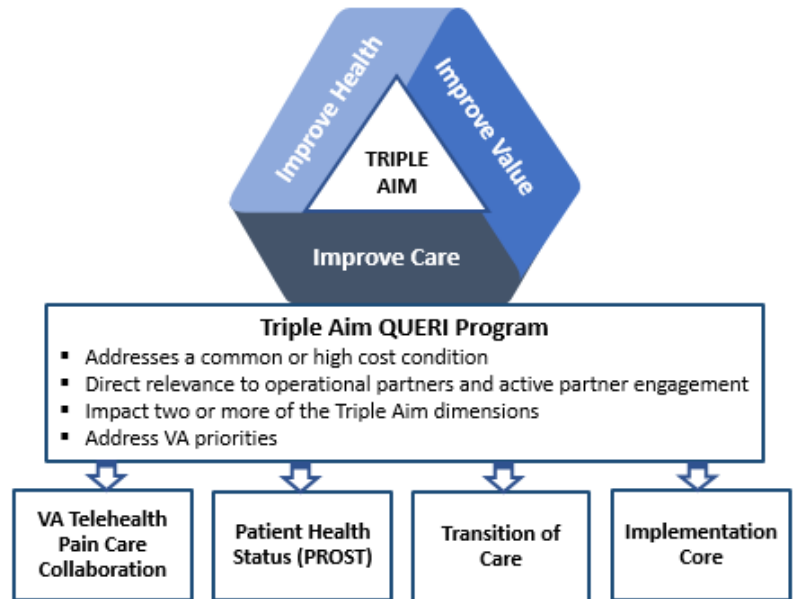 Improve Health
Improve Value
TRIPLE
AIM
Improve Care
Triple Aim QUERI Program
▪ Addresses a common or high cost condition
▪ Direct relevance to operational partners and active partner engagement
▪ Impact two or more of the Triple Aim dimensions
▪ Address VA priorities
VA Telehealth
Pain Care
Collaboration
Patient Health
Status (PROST)
Transition of
Care
Implementation
Core